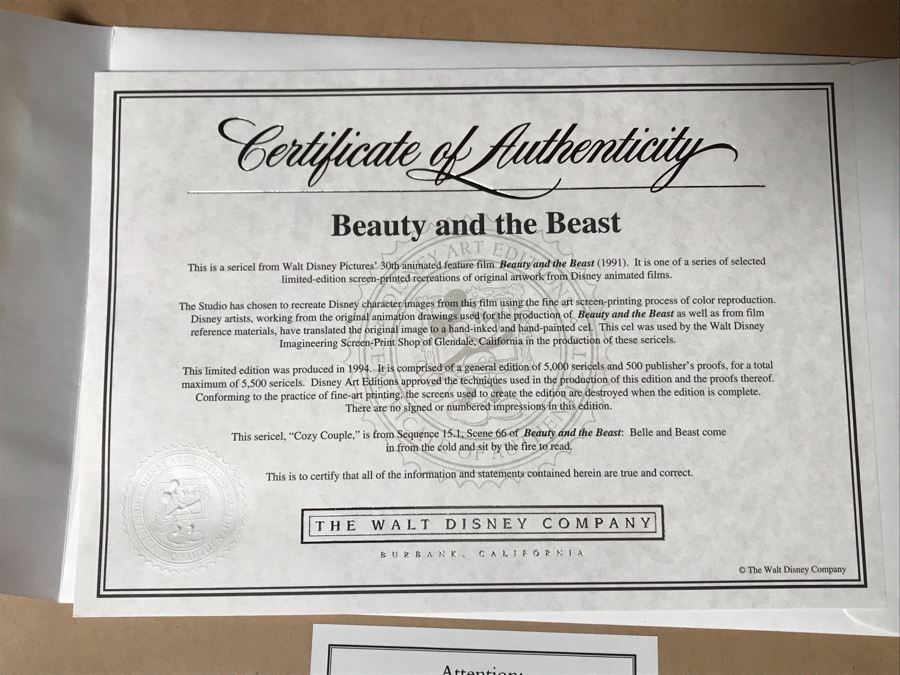 Certificate of Authenticity
Beauty and the Beast
This is a sericel from Walt Disney Pictures' 30th animated feature film Beauty and the Beast (1991). It is one of a series of selected
limited-edition screen-printed recreations of original artwork from Disney animated films.
The Studio has chosen to recreate Disney character images from this film using the fine art screen-printing process of color reproduction.
Disney artists, working from the original animation drawings used for the production of Beauty and the Beast as well as from film
reference materials, have translated the original image to a hand-inked and hand-painted cel. This cel was used by the Walt Disney
Imagineering Screen-Print Shop of Glendale, California in the production of these sericels.
This limited edition was produced in 1994. It is comprised of a general edition of 5,000 sericels and 500 publisher's proofs, for a total
maximum of 5,500 sericels. Disney Art Editions approved the techniques used in the production of this edition and the proofs thereof.
Conforming to the practice of fine-art printing, the screens used to create the edition are destroyed when the edition is complete.
There are no signed or numbered impressions in this edition.
This sericel, "Cozy Couple," is from Sequence 15.1, Scene 66 of Beauty and the Beast: Belle and Beast come
in from the cold and sit by the fire to read.
This is to certify that all of the information and statements contained herein are true and correct.
THE WALT DISNEY COMPANY
BURBANK, CALIFORNIA
© The Walt Disney Company
Attention: